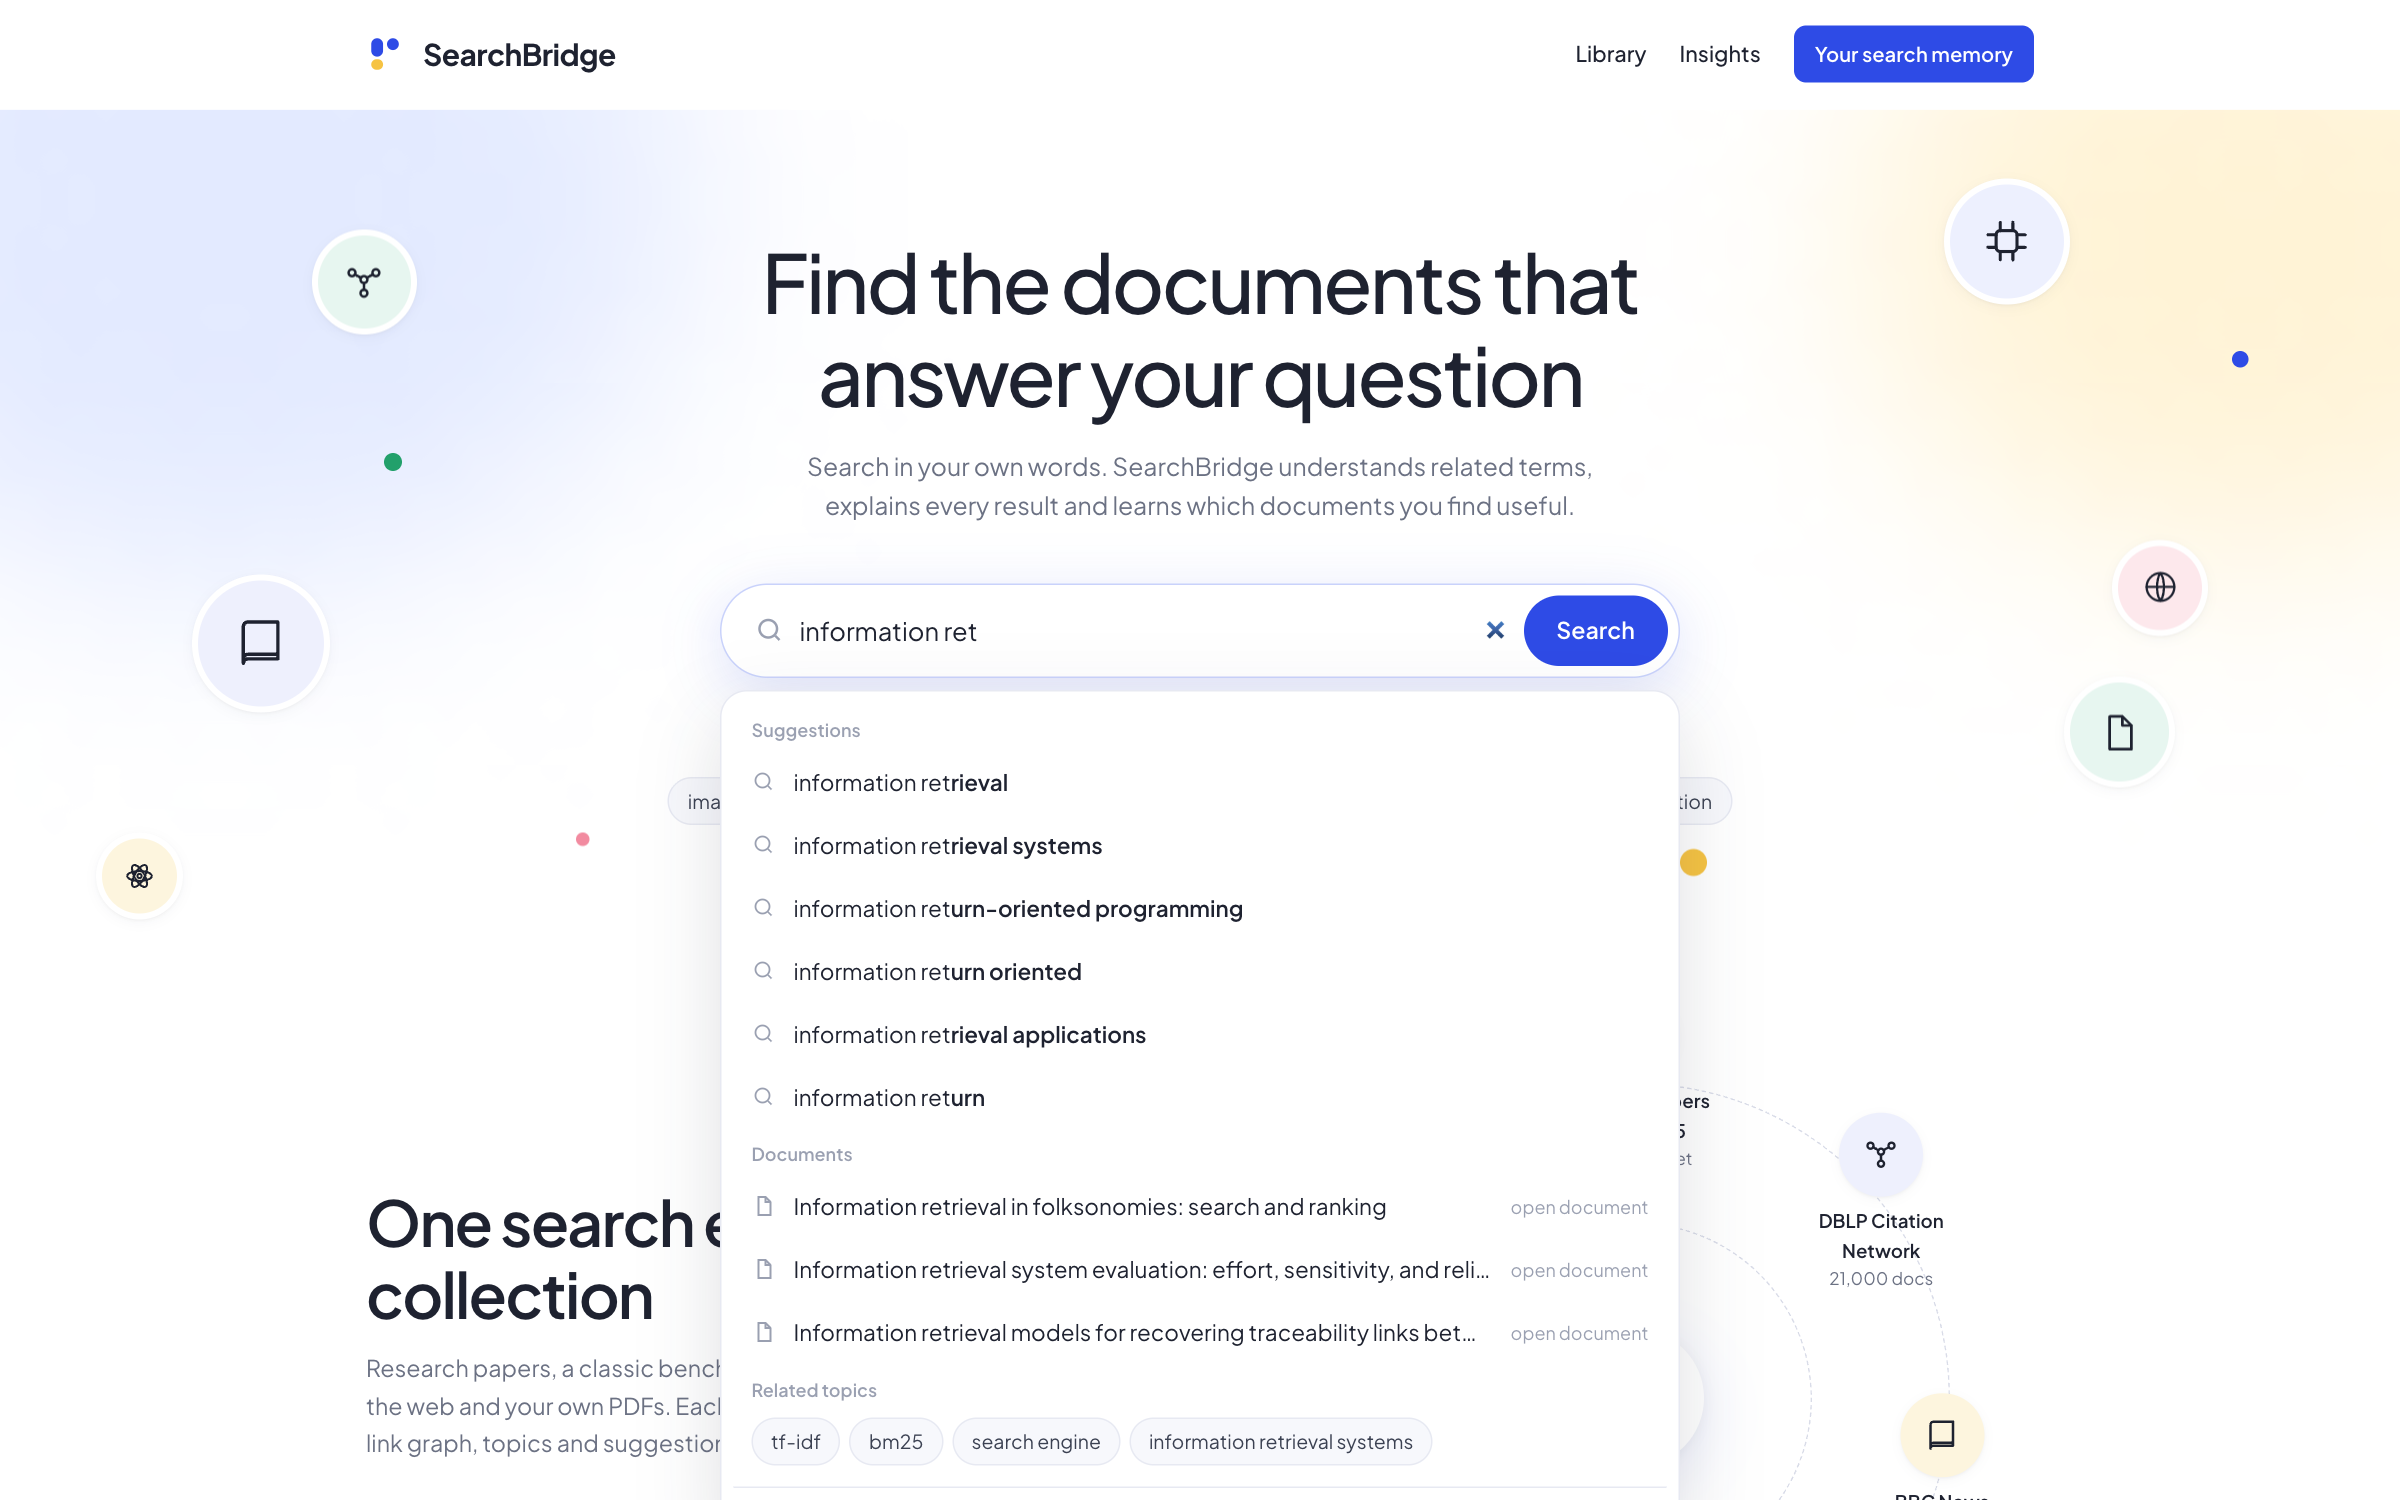 SearchBridge
Library
Insights
Your search memory
Find the documents that
answer your question
Search in your own words. SearchBridge understands related terms,
explains every result and learns which documents you find useful.
information ret
Search
Suggestions
information retrieval
information retrieval systems
information return-oriented programming
information return oriented
information retrieval applications
information return
Documents
Information retrieval in folksonomies: search and ranking
open document
Information retrieval system evaluation: effort, sensitivity, and reli...
open document
Information retrieval models for recovering traceability links bet...
open document
Related topics
tf-idf
bm25
search engine
information retrieval systems
One search
collection
Research papers, a classic
the web and your own PDFs.
link graph, topics and
DBLP Citation
Network
21,000 docs